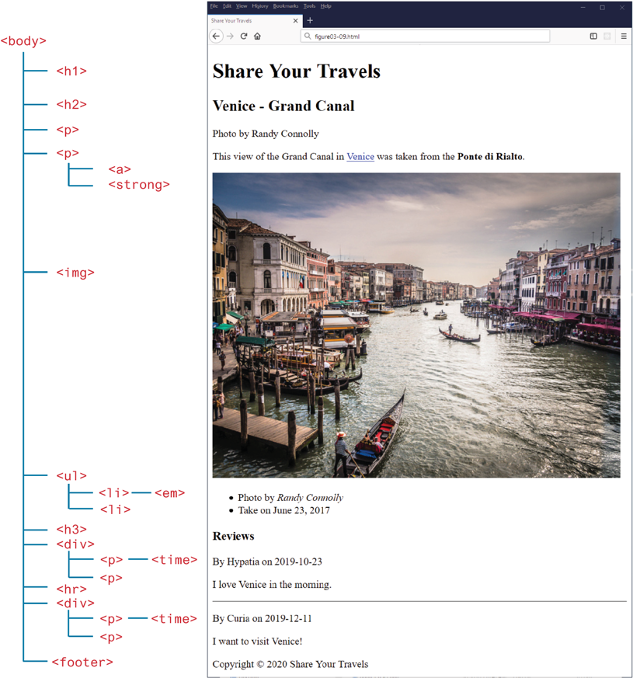 File Edit View History Bookmarks Tools Help
Share Your Travels
figure03-09.html
<body>
<h1>
<h2>
<p>
<p>
<a>
<strong>
<img>
<ul>
<li> <em>
<li>
<h3>
<div>
<p> <time>
<p>
<hr>
<div>
<p> <time>
<p>
<footer>
Share Your Travels
Venice - Grand Canal
Photo by Randy Connolly
This view of the Grand Canal in Venice was taken from the Ponte di Rialto.
• Photo by Randy Connolly
• Take on June 23, 2017
Reviews
By Hypatia on 2019-10-23
I love Venice in the morning.
By Curia on 2019-12-11
I want to visit Venice!
Copyright © 2020 Share Your Travels